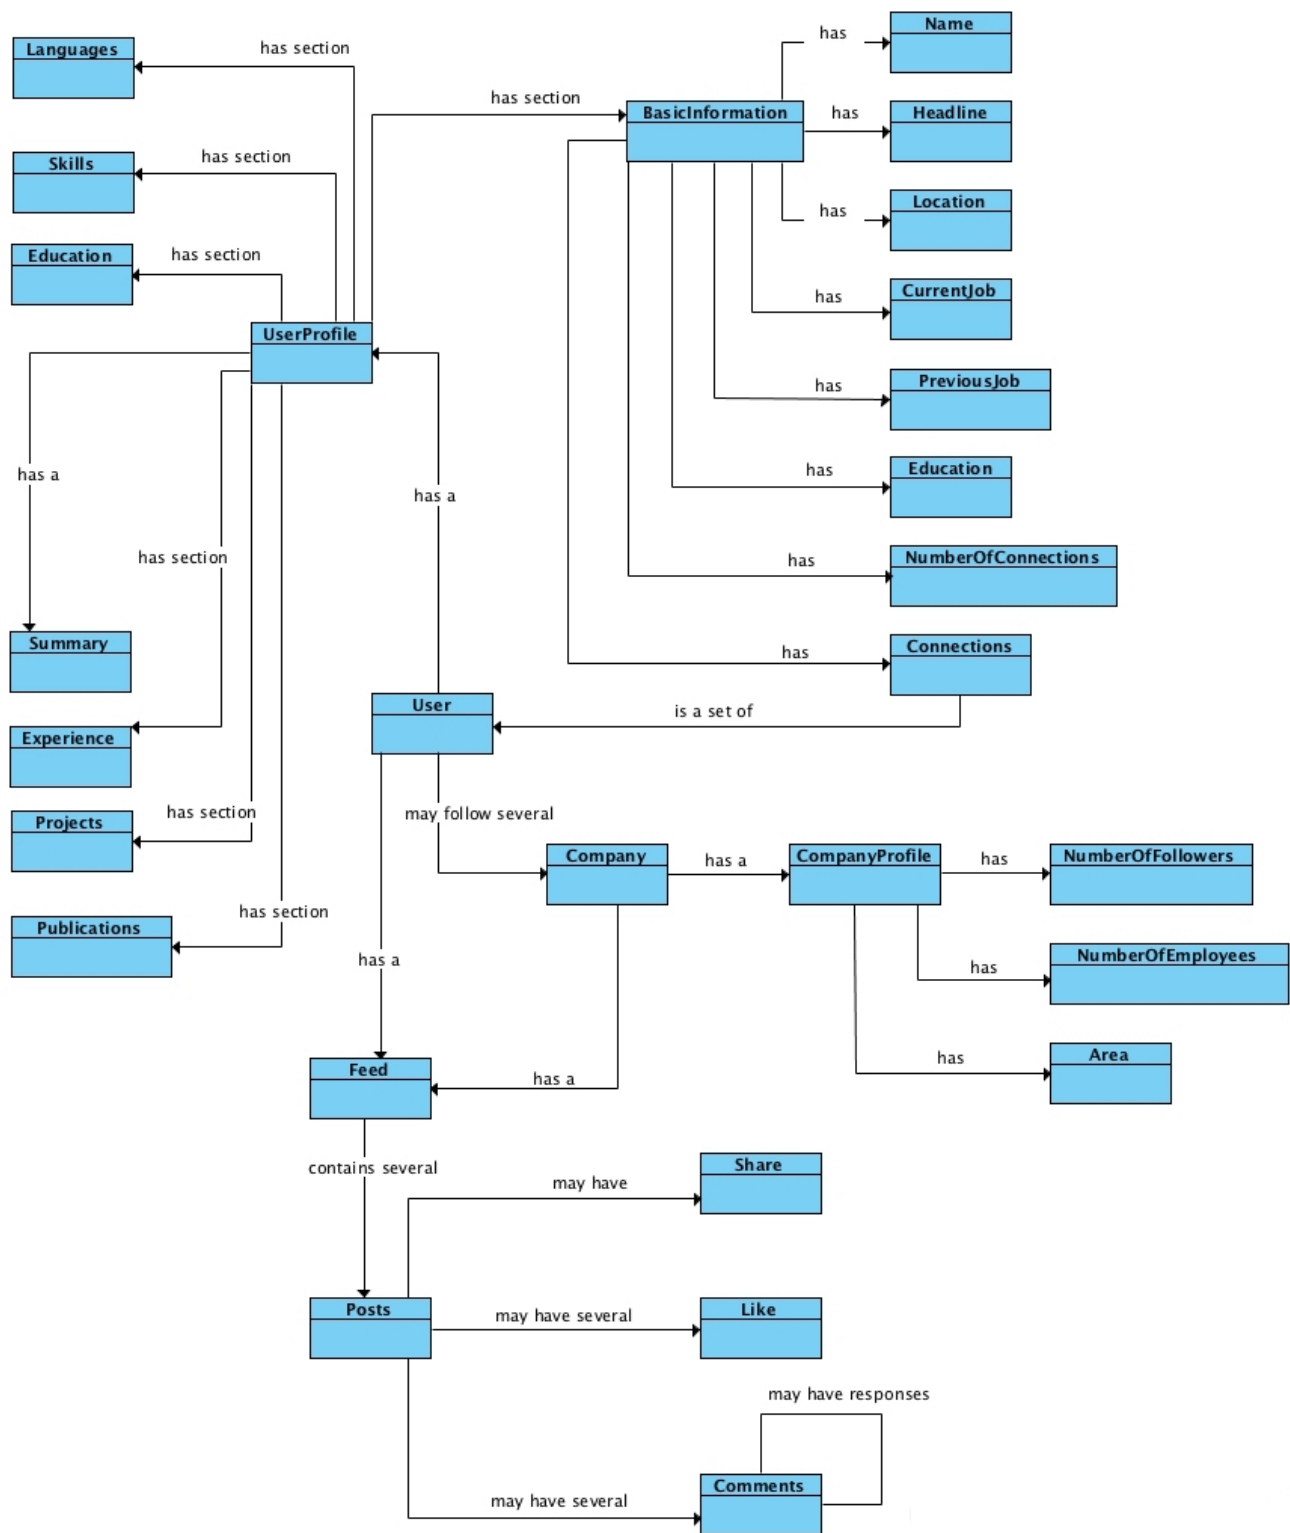 Name
has
Languages
has section
has section
BasicInformation
has
Headline
Skills
has section
Location
has
Education
has section
CurrentJob
has
UserProfile
PreviousJob
has
has a
has a
Education
has
has section
NumberOfConnections
has
Summary
Connections
has
User
is a set of
Experience
Projects
has section
may follow several
Company
has a
CompanyProfile
has
NumberOfFollowers
Publications
has section
has a
NumberOfEmployees
has
Feed
has a
Area
has
contains several
Share
may have
Posts
may have several
Like
may have responses
Comments
may have several